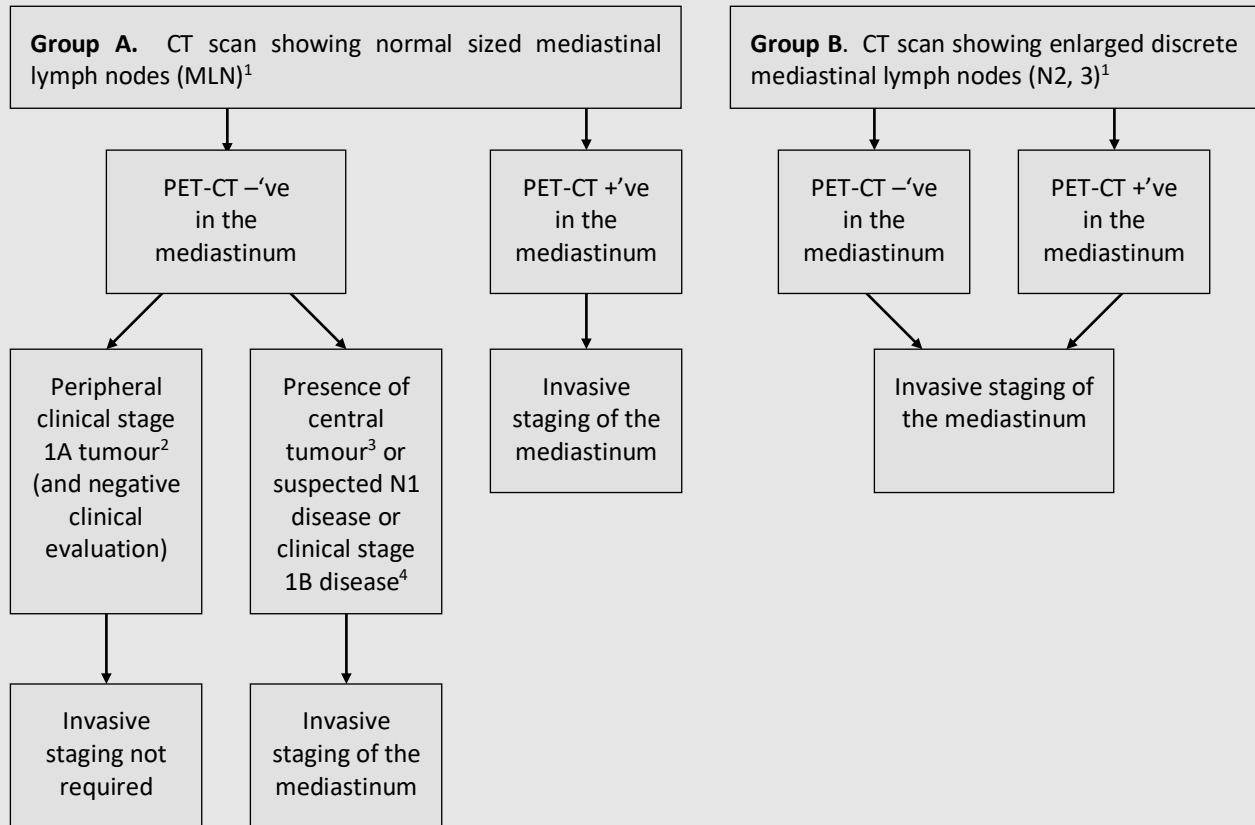 Group A. CT scan showing normal sized mediastinal
lymph nodes (MLN)1
Group B. CT scan showing enlarged discrete
mediastinal lymph nodes (N2, 3)1
PET-CT –‘ve
in the
mediastinum
PET-CT +’ve
in the
mediastinum
PET-CT –‘ve
in the
mediastinum
PET-CT +’ve
in the
mediastinum
Peripheral
clinical stage
1A tumour2
(and negative
clinical
evaluation)
Presence of
central
tumour3 or
suspected N1
disease or
clinical stage
1B disease4
Invasive
staging of the
mediastinum
Invasive staging of
the mediastinum
Invasive
staging not
required
Invasive
staging of the
mediastinum